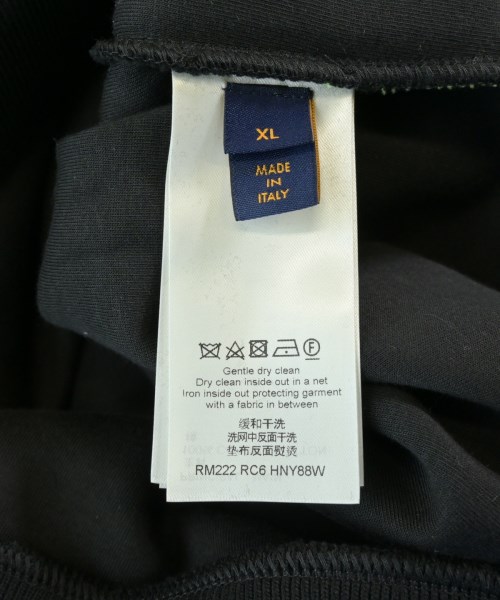 XL
MADE
IN
ITALY
Gentle dry clean
Dry clean inside out in a net
Iron inside out protecting garment
with a fabric in between
缓和干洗
洗网中反面干洗
垫布反面熨烫
RM222 RC6 HNY88W